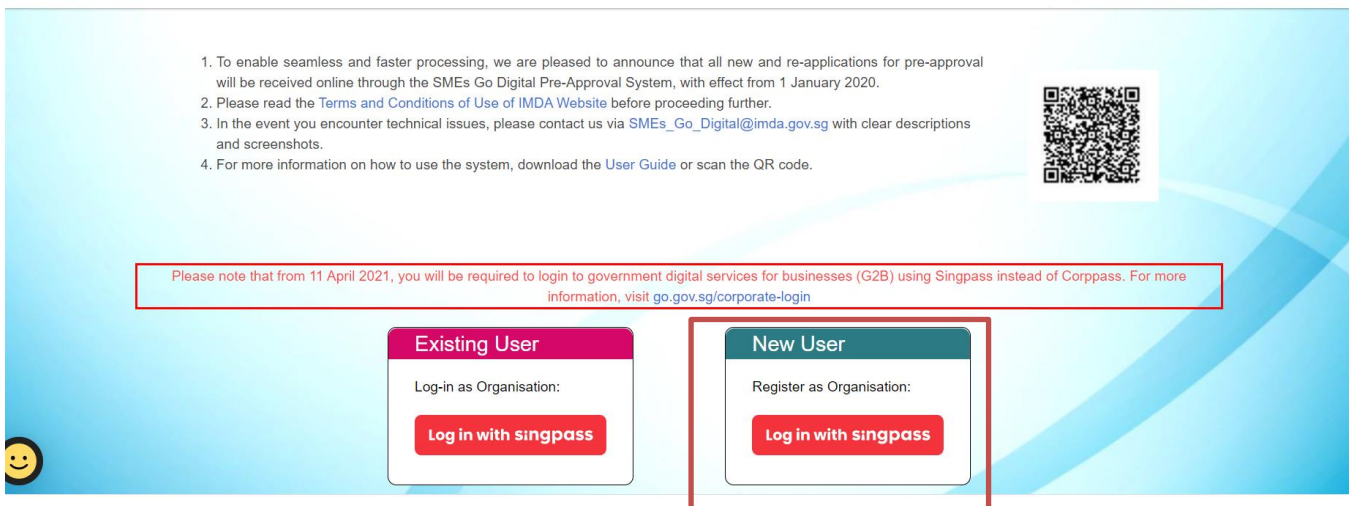 1. To enable seamless and faster processing, we are pleased to announce that all new and re-applications for pre-approval
will be received online through the SMEs Go Digital Pre-Approval System, with effect from 1 January 2020.
2. Please read the Terms and Conditions of Use of IMDA Website before proceeding further.
3. In the event you encounter technical issues, please contact us via SMEs_Go_Digital@imda.gov.sg with clear descriptions
and screenshots.
4. For more information on how to use the system, download the User Guide or scan the QR code.
Please note that from 11 April 2021, you will be required to login to government digital services for businesses (G2B) using Singpass instead of Corppass. For more
information, visit go.gov.sg/corporate-login
Existing User
Log-in as Organisation:
Log in with singpass
New User
Register as Organisation:
Log in with singpass